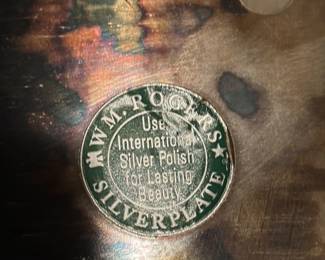 WM. ROGERS
Use
International
Silver Polish
for Lasting
Beauty
SILVERPLATE